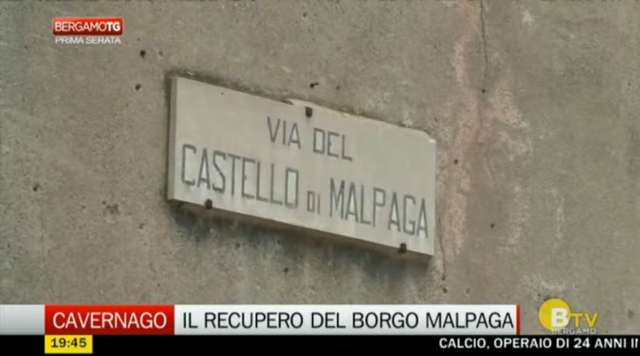 BERGAMOTG
PRIMA SERATA
VIA DEL
CASTELLO DI MALPAGA
CAVERNAGO IL RECUPERO DEL BORGO MALPAGA
BTV
BERGAMO
19:45 CALCIO, OPERAIO DI 24 ANNI I